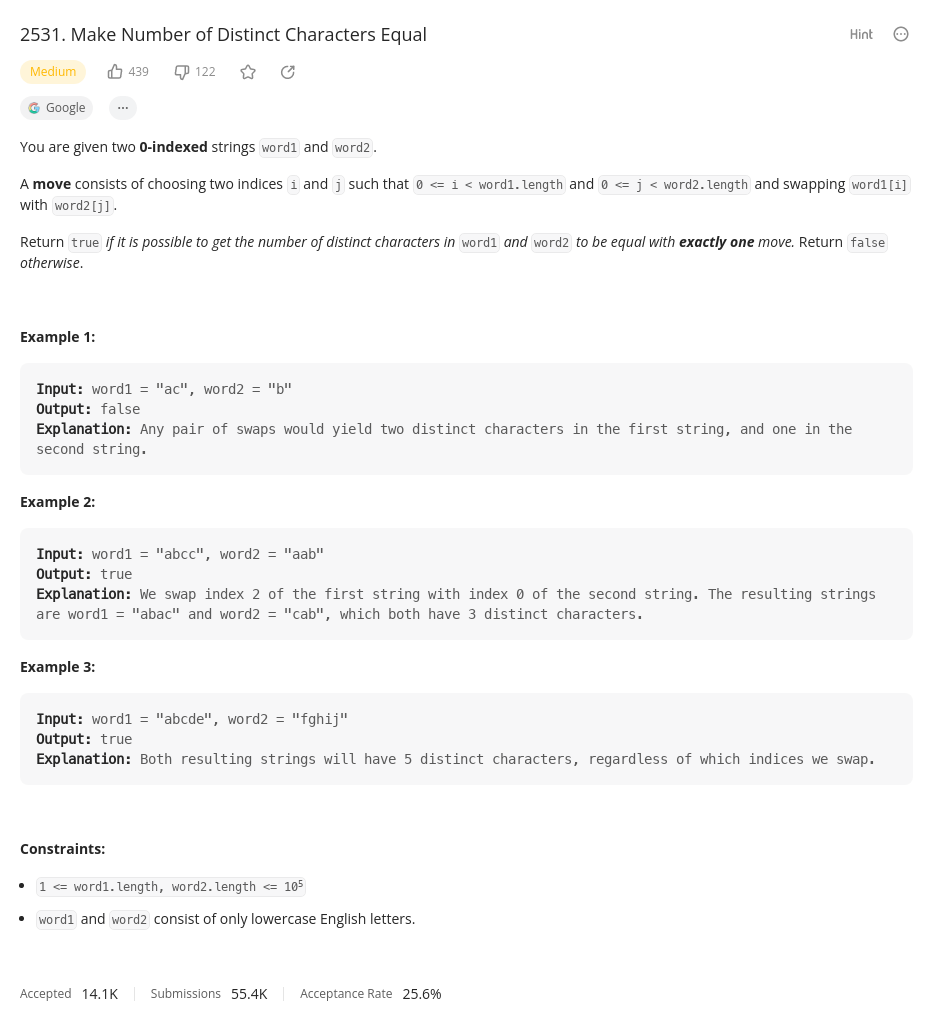 2531. Make Number of Distinct Characters Equal
Hint
Medium 439 122
Google ...
You are given two 0-indexed strings word1 and word2.
A move consists of choosing two indices i and j such that 0 <= i < word1.length and 0 <= j < word2.length and swapping word1[i]
with word2[j].
Return true if it is possible to get the number of distinct characters in word1 and word2 to be equal with exactly one move. Return false
otherwise.
Example 1:
Input: word1 = "ac", word2 = "b"
Output: false
Explanation: Any pair of swaps would yield two distinct characters in the first string, and one in the
second string.
Example 2:
Input: word1 = "abcc", word2 = "aab"
Output: true
Explanation: We swap index 2 of the first string with index 0 of the second string. The resulting strings
are word1 = "abac" and word2 = "cab", which both have 3 distinct characters.
Example 3:
Input: word1 = "abcde", word2 = "fghij"
Output: true
Explanation: Both resulting strings will have 5 distinct characters, regardless of which indices we swap.
Constraints:
• 1 <= word1.length, word2.length <= 10⁵
• word1 and word2 consist of only lowercase English letters.
Accepted 14.1K Submissions 55.4K Acceptance Rate 25.6%